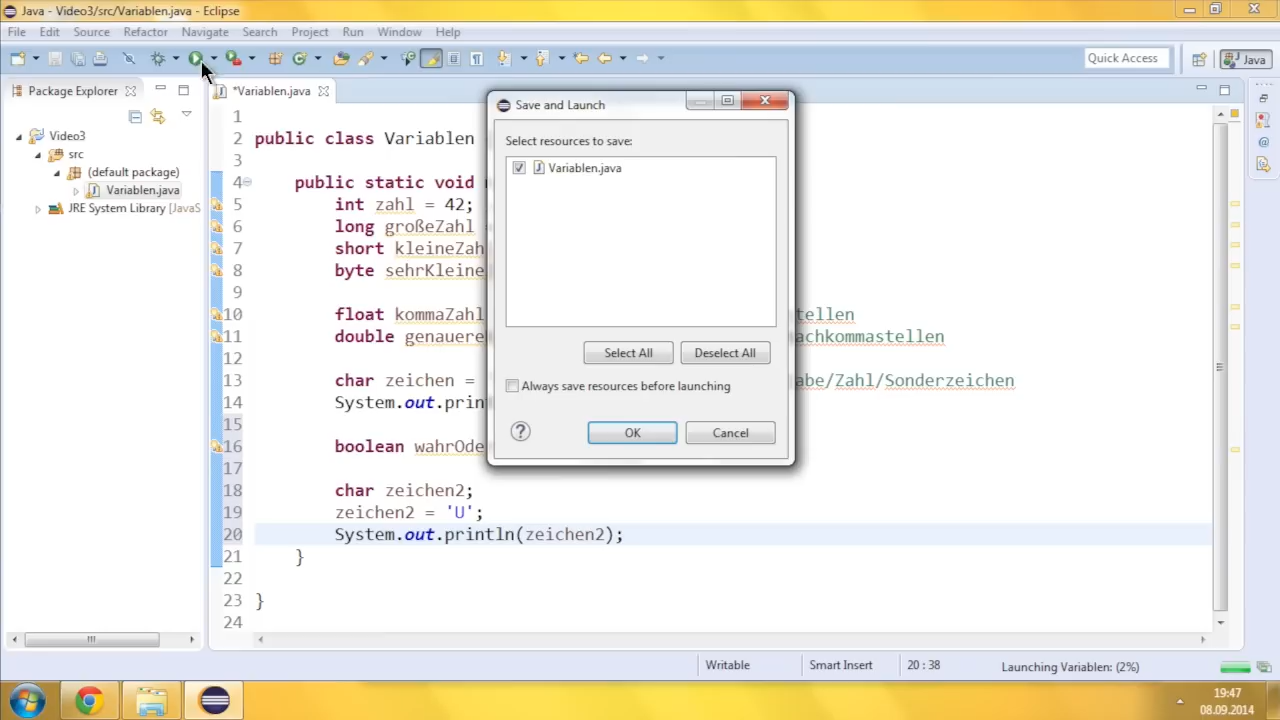 Java - Video3/src/Variablen.java - Eclipse
File Edit Source Refactor Navigate Search Project Run Window Help
Quick Access
Java
Package Explorer
*Variablen.java
Video3
src
(default package)
Variablen.java
JRE System Library [JavaS
1
2 public class Variablen
3
4 public static void
5 int zahl = 42;
6 long großeZahl
7 short kleineZah
8 byte sehrKleine
9
10 float kommaZahl tellen
11 double genauere achkommastellen
12
13 char zeichen = abe/Zahl/Sonderzeichen
14 System.out.prin
15
16 boolean wahrOde
17
18 char zeichen2;
19 zeichen2 = 'U';
20 System.out.println(zeichen2);
21 }
22
23 }
24
Save and Launch
Select resources to save:
Variablen.java
Select All Deselect All
Always save resources before launching
? OK Cancel
Writable Smart Insert 20 : 38 Launching Variablen: (2%)
19:47
08.09.2014